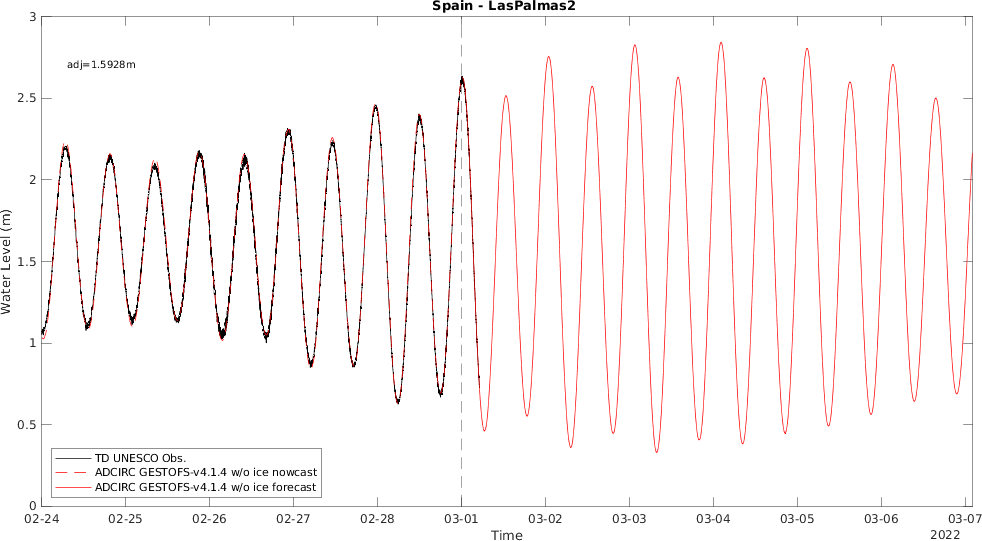 Spain - LasPalmas2
adj=1.5928m
3
2.5
2
1.5
1
0.5
0
Water Level (m)
TD UNESCO Obs.
ADCIRC GESTOFS-v4.1.4 w/o ice nowcast
ADCIRC GESTOFS-v4.1.4 w/o ice forecast
02-24 02-25 02-26 02-27 02-28 03-01 03-02 03-03 03-04 03-05 03-06 03-07
Time
2022